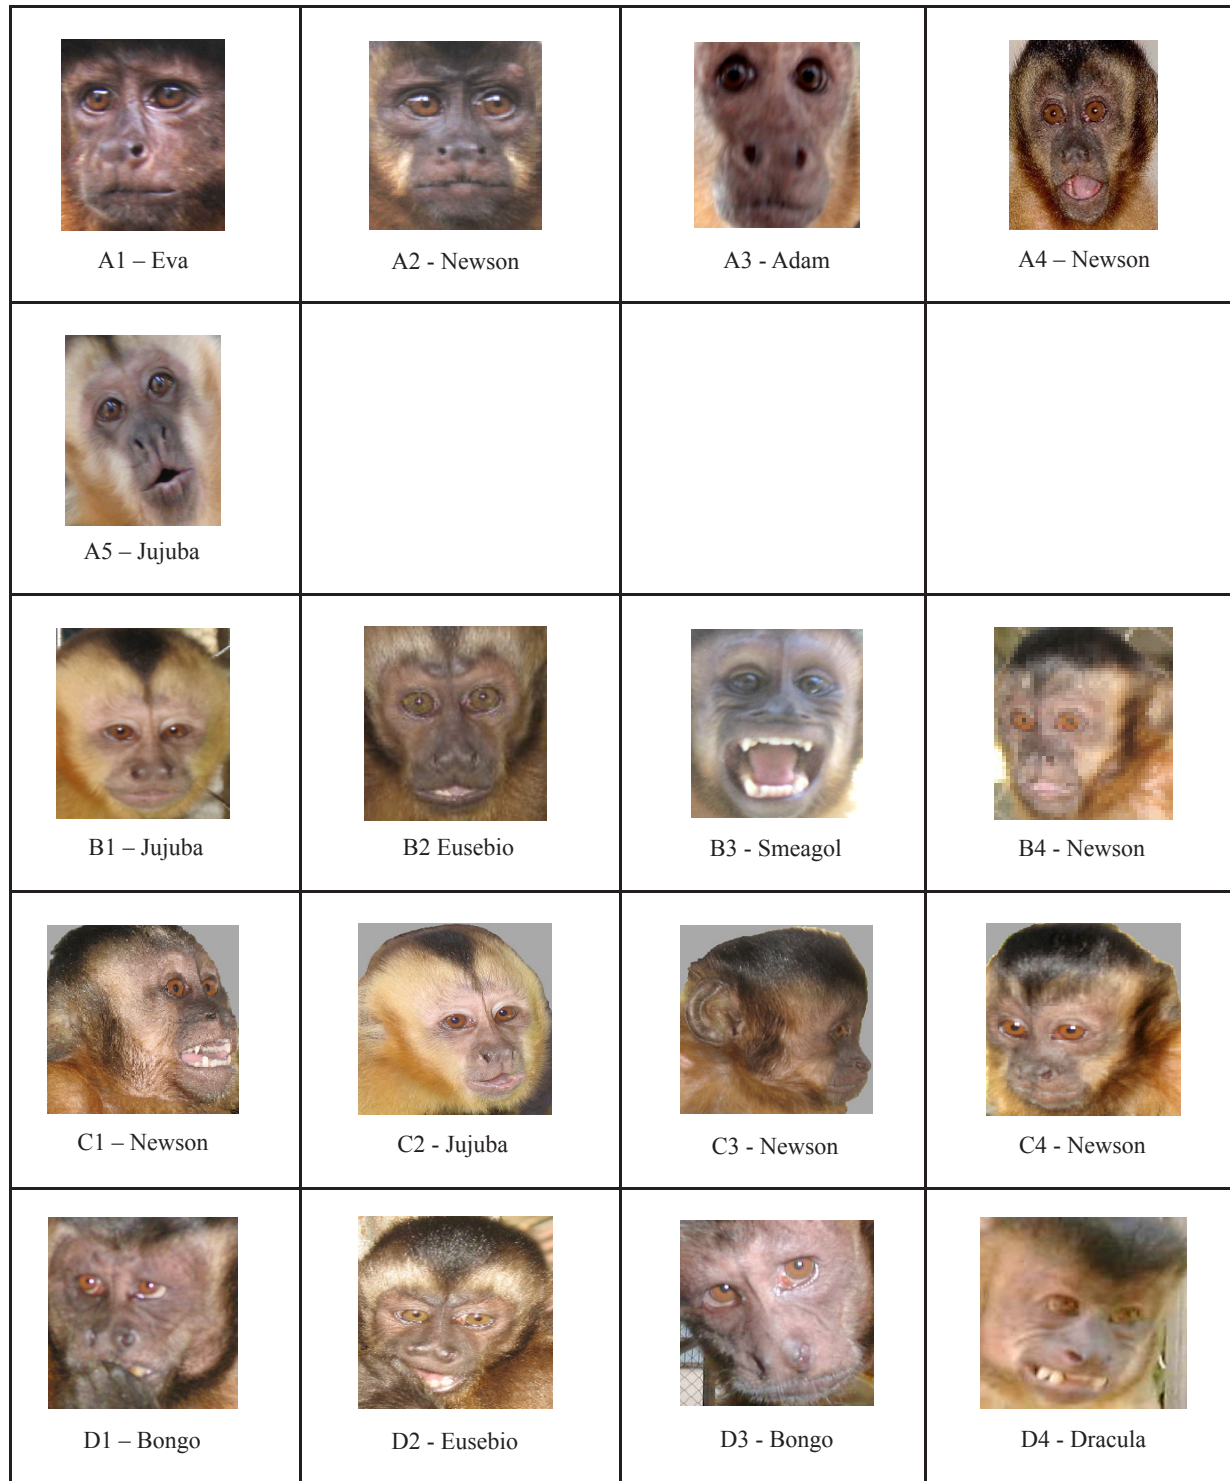 A1 – Eva
A2 - Newson
A3 - Adam
A4 – Newson
A5 – Jujuba
B1 – Jujuba
B2 Eusebio
B3 - Smeagol
B4 - Newson
C1 – Newson
C2 - Jujuba
C3 - Newson
C4 - Newson
D1 – Bongo
D2 - Eusebio
D3 - Bongo
D4 - Dracula